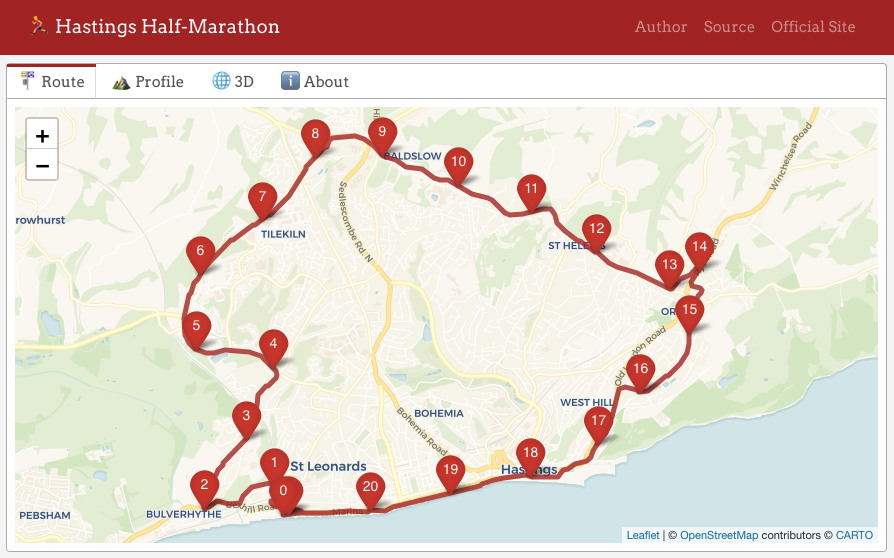 Hastings Half-Marathon
Author Source Official Site
Route Profile 3D About
+
−
8
9
BALDSLOW
10
Winchelsea Road
7
11
Sedlescombe Rd. N
rowhurst
TILEKILN
12
6
ST HELENS
14
13
5
15
4
Old London Road
16
3
BOHEMIA
WEST HILL
17
Bohemia Road
1
St Leonards
18
Hastings
19
2
0
20
PEBSHAM
BULVERHYTHE
Bexhill Road
Marina
Leaflet | © OpenStreetMap contributors © CARTO